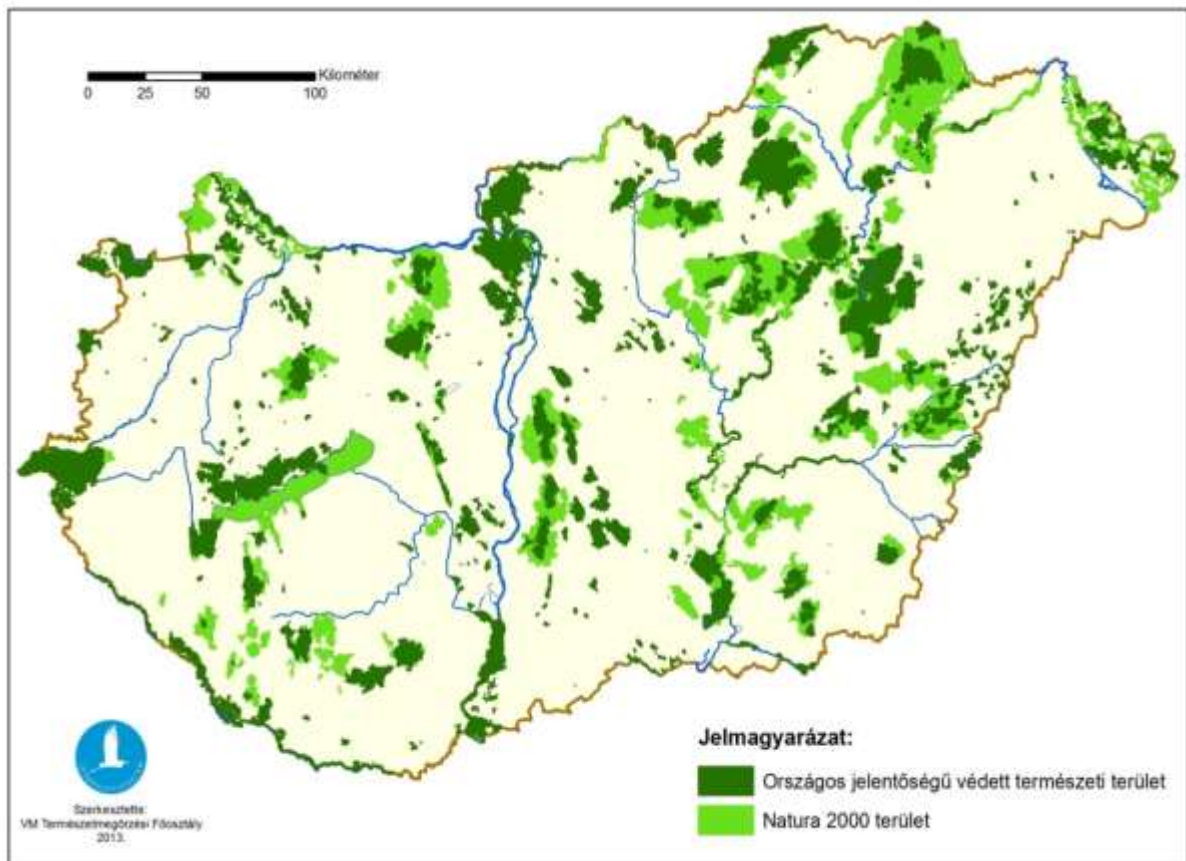 Kilométer
0 25 50 100
Jelmagyarázat:
Országos jelentőségű védett természeti terület
Natura 2000 terület
Szerkesztette:
VM Természetmegőrzési Főosztály
2013.